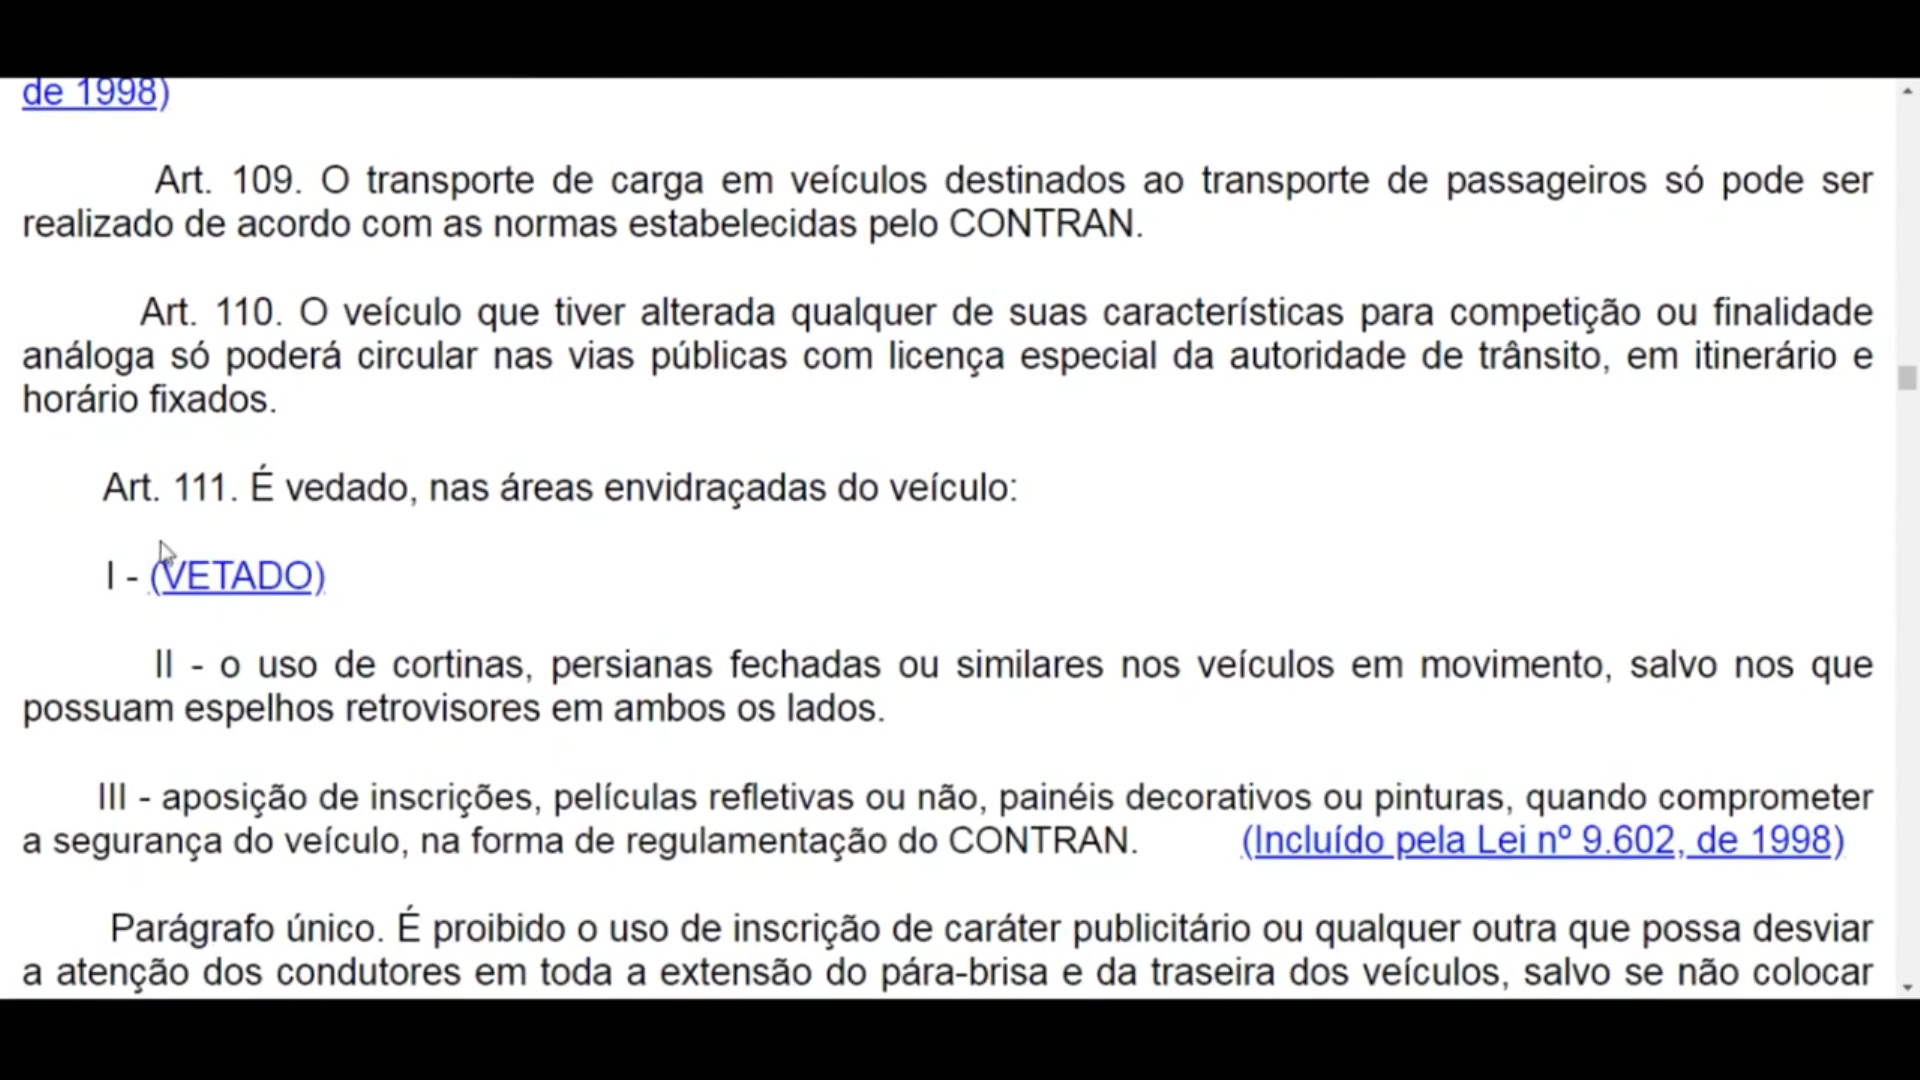 de 1998)
Art. 109. O transporte de carga em veículos destinados ao transporte de passageiros só pode ser
realizado de acordo com as normas estabelecidas pelo CONTRAN.
Art. 110. O veículo que tiver alterada qualquer de suas características para competição ou finalidade
análoga só poderá circular nas vias públicas com licença especial da autoridade de trânsito, em itinerário e
horário fixados.
Art. 111. É vedado, nas áreas envidraçadas do veículo:
I - (VETADO)
II - o uso de cortinas, persianas fechadas ou similares nos veículos em movimento, salvo nos que
possuam espelhos retrovisores em ambos os lados.
III - aposição de inscrições, películas refletivas ou não, painéis decorativos ou pinturas, quando comprometer
a segurança do veículo, na forma de regulamentação do CONTRAN. (Incluído pela Lei nº 9.602, de 1998)
Parágrafo único. É proibido o uso de inscrição de caráter publicitário ou qualquer outra que possa desviar
a atenção dos condutores em toda a extensão do pára-brisa e da traseira dos veículos, salvo se não colocar